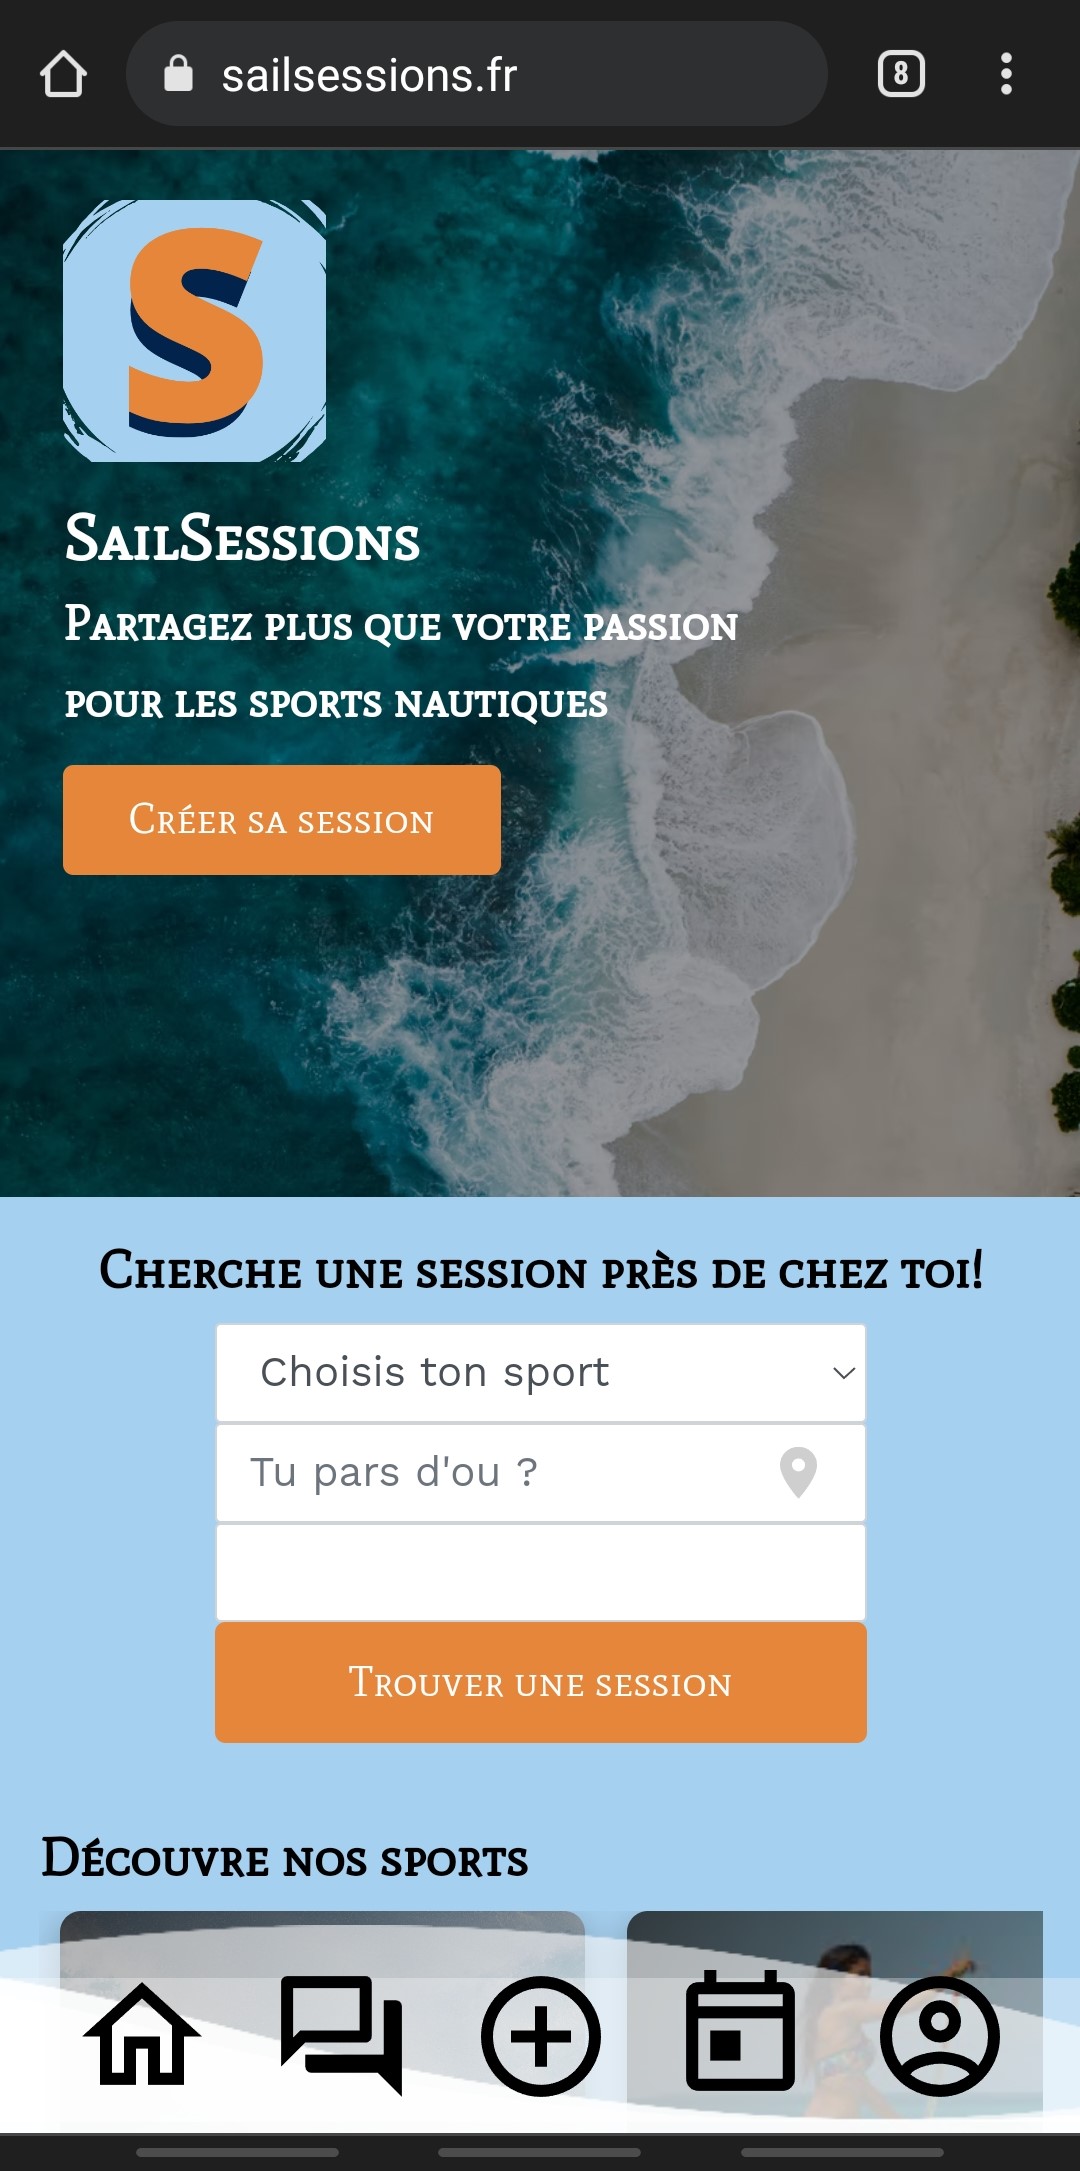 sailsessions.fr
8
S
SailSessions
Partagez plus que votre passion
pour les sports nautiques
Créer sa session
Cherche une session près de chez toi!
Choisis ton sport
Tu pars d'ou ?
Trouver une session
Découvre nos sports